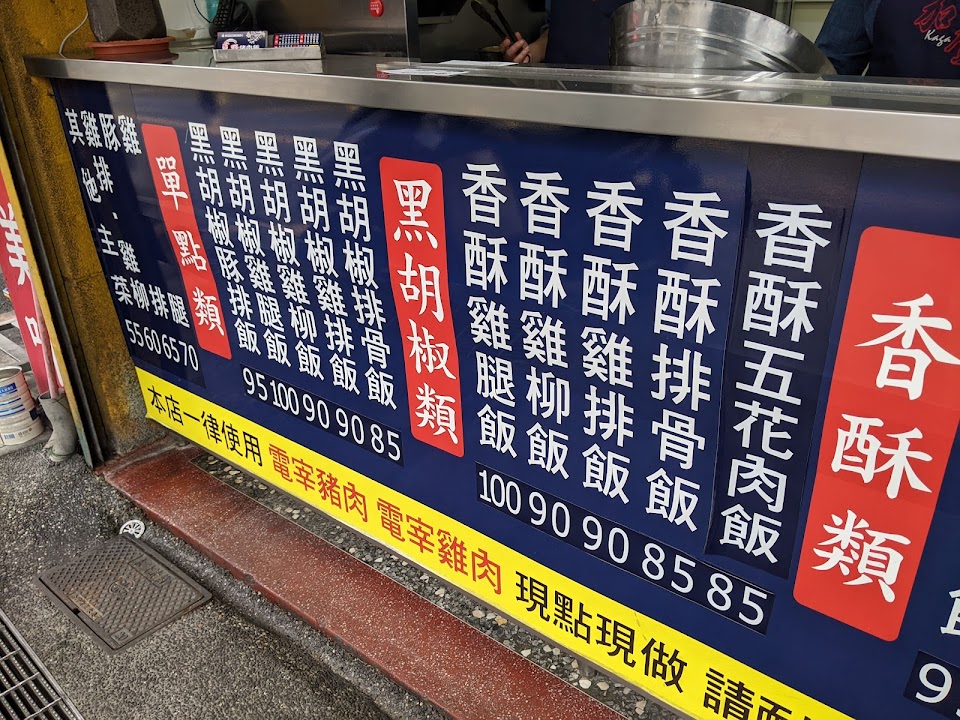 香酥類
香酥五花肉飯
85
香酥排骨飯
85
香酥雞排飯
90
香酥雞柳飯
90
香酥雞腿飯
100
黑胡椒類
黑胡椒排骨飯
85
黑胡椒雞排飯
90
黑胡椒雞柳飯
90
黑胡椒雞腿飯
100
黑胡椒豚排飯
95
單點類
雞腿
70
豚排
65
雞排.雞柳
60
其他主菜
55
本店一律使用 電宰豬肉 電宰雞肉 現點現做 請
Kaga
美